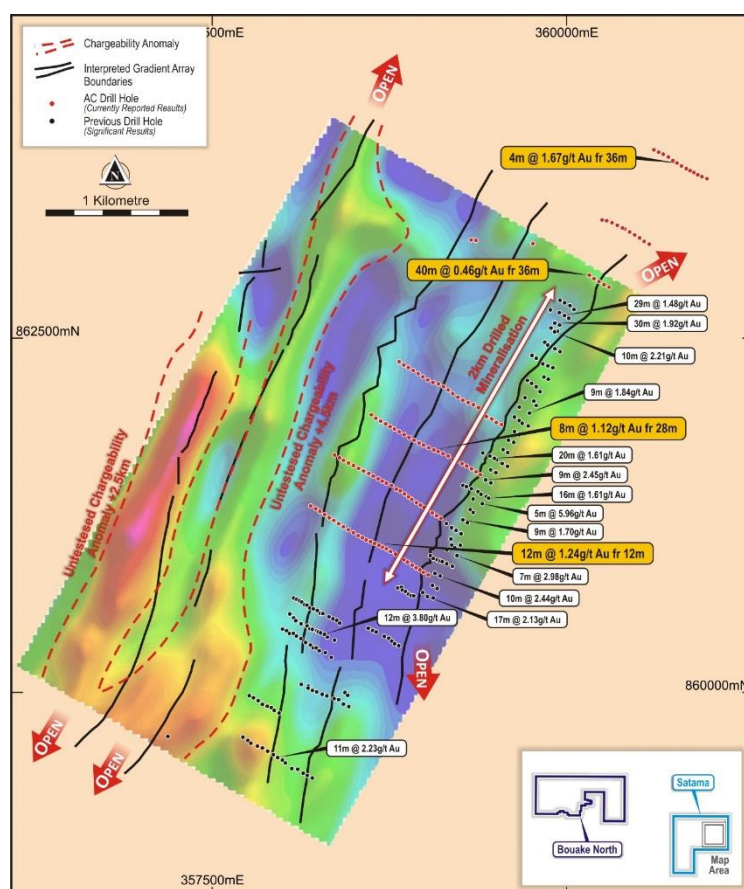 500mE
360000mE
Chargeability Anomaly
Interpreted Gradient Array
Boundaries
AC Drill Hole
(Currently Reported Results)
Previous Drill Hole
(Significant Results)
N
1 Kilometre
OPEN
4m @ 1.67g/t Au fr 36m
40m @ 0.46g/t Au fr 36m
OPEN
862500mN
29m @ 1.48g/t Au
30m @ 1.92g/t Au
10m @ 2.21g/t Au
2km Drilled
Mineralisation
9m @ 1.84g/t Au
8m @ 1.12g/t Au fr 28m
20m @ 1.61g/t Au
9m @ 2.45g/t Au
16m @ 1.61g/t Au
5m @ 5.96g/t Au
9m @ 1.70g/t Au
12m @ 1.24g/t Au fr 12m
7m @ 2.98g/t Au
10m @ 2.44g/t Au
17m @ 2.13g/t Au
Untestesed Chargeability
Anomaly +2.5km
Untestesed Chargeability
Anomaly +4.5km
12m @ 3.80g/t Au
OPEN
860000mN
OPEN
OPEN
11m @ 2.23g/t Au
Satama
Bouake North
Map
Area
357500mE